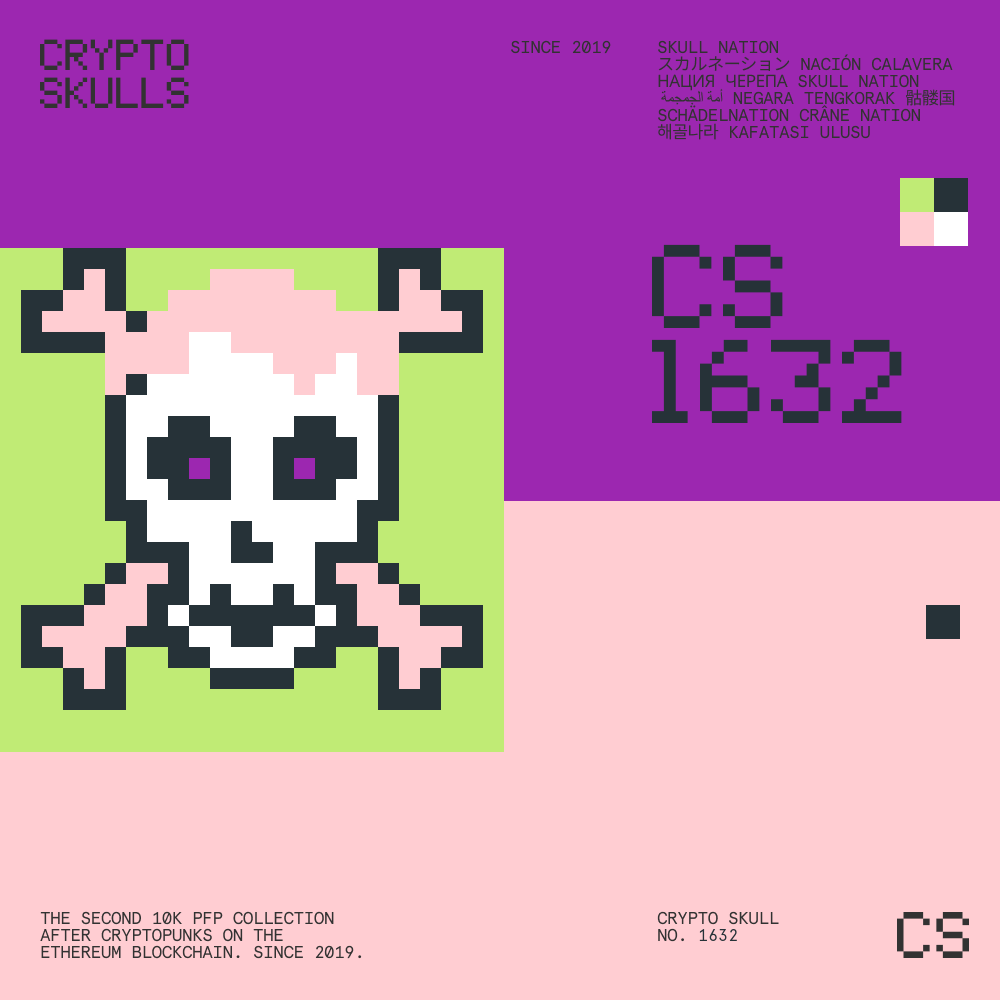 CRYPTO
SKULLS
SINCE 2019
SKULL NATION
スカルネーション NACIÓN CALAVERA
НАЦИЯ ЧЕРЕПА SKULL NATION
أمة الجمجمة NEGARA TENGKORAK 骷髅国
SCHÄDELNATION CRÂNE NATION
해골나라 KAFATASI ULUSU
CS
1632
THE SECOND 10K PFP COLLECTION
AFTER CRYPTOPUNKS ON THE
ETHEREUM BLOCKCHAIN. SINCE 2019.
CRYPTO SKULL
NO. 1632
CS